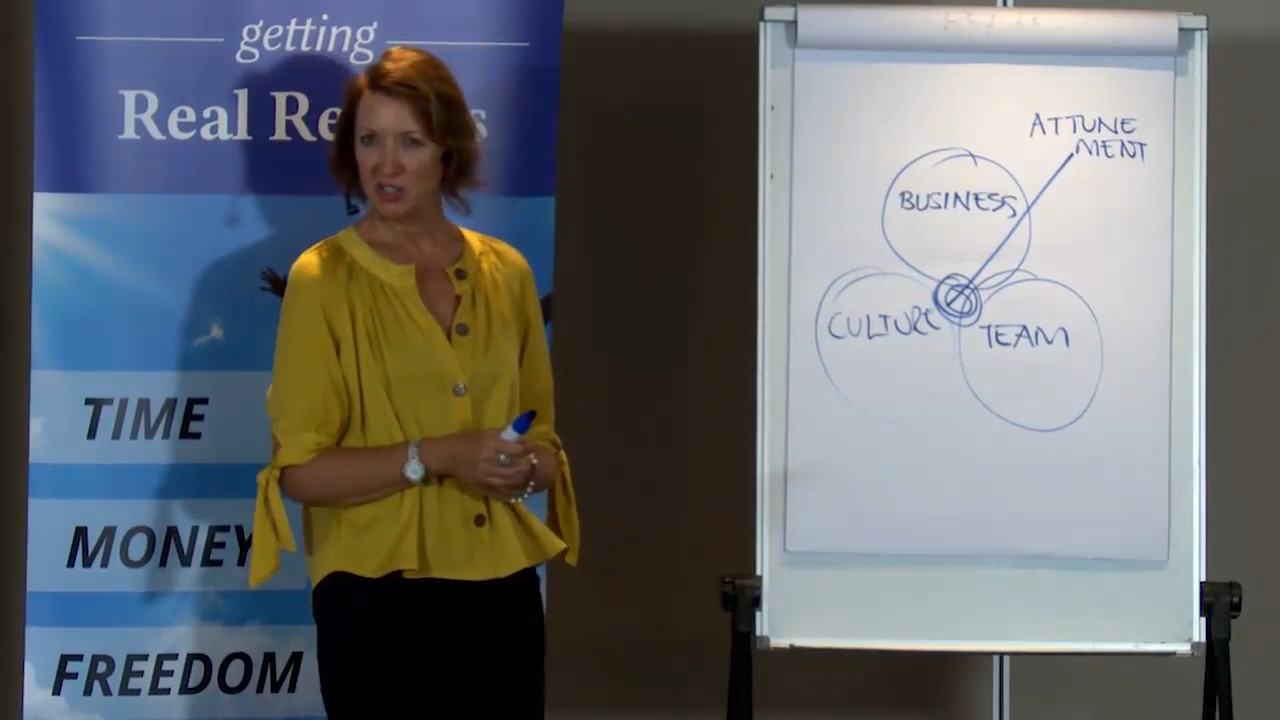 getting
Real Re s
TIME
MONEY
FREEDOM
ATTUNE
MENT
BUSINESS
CULTURE
TEAM